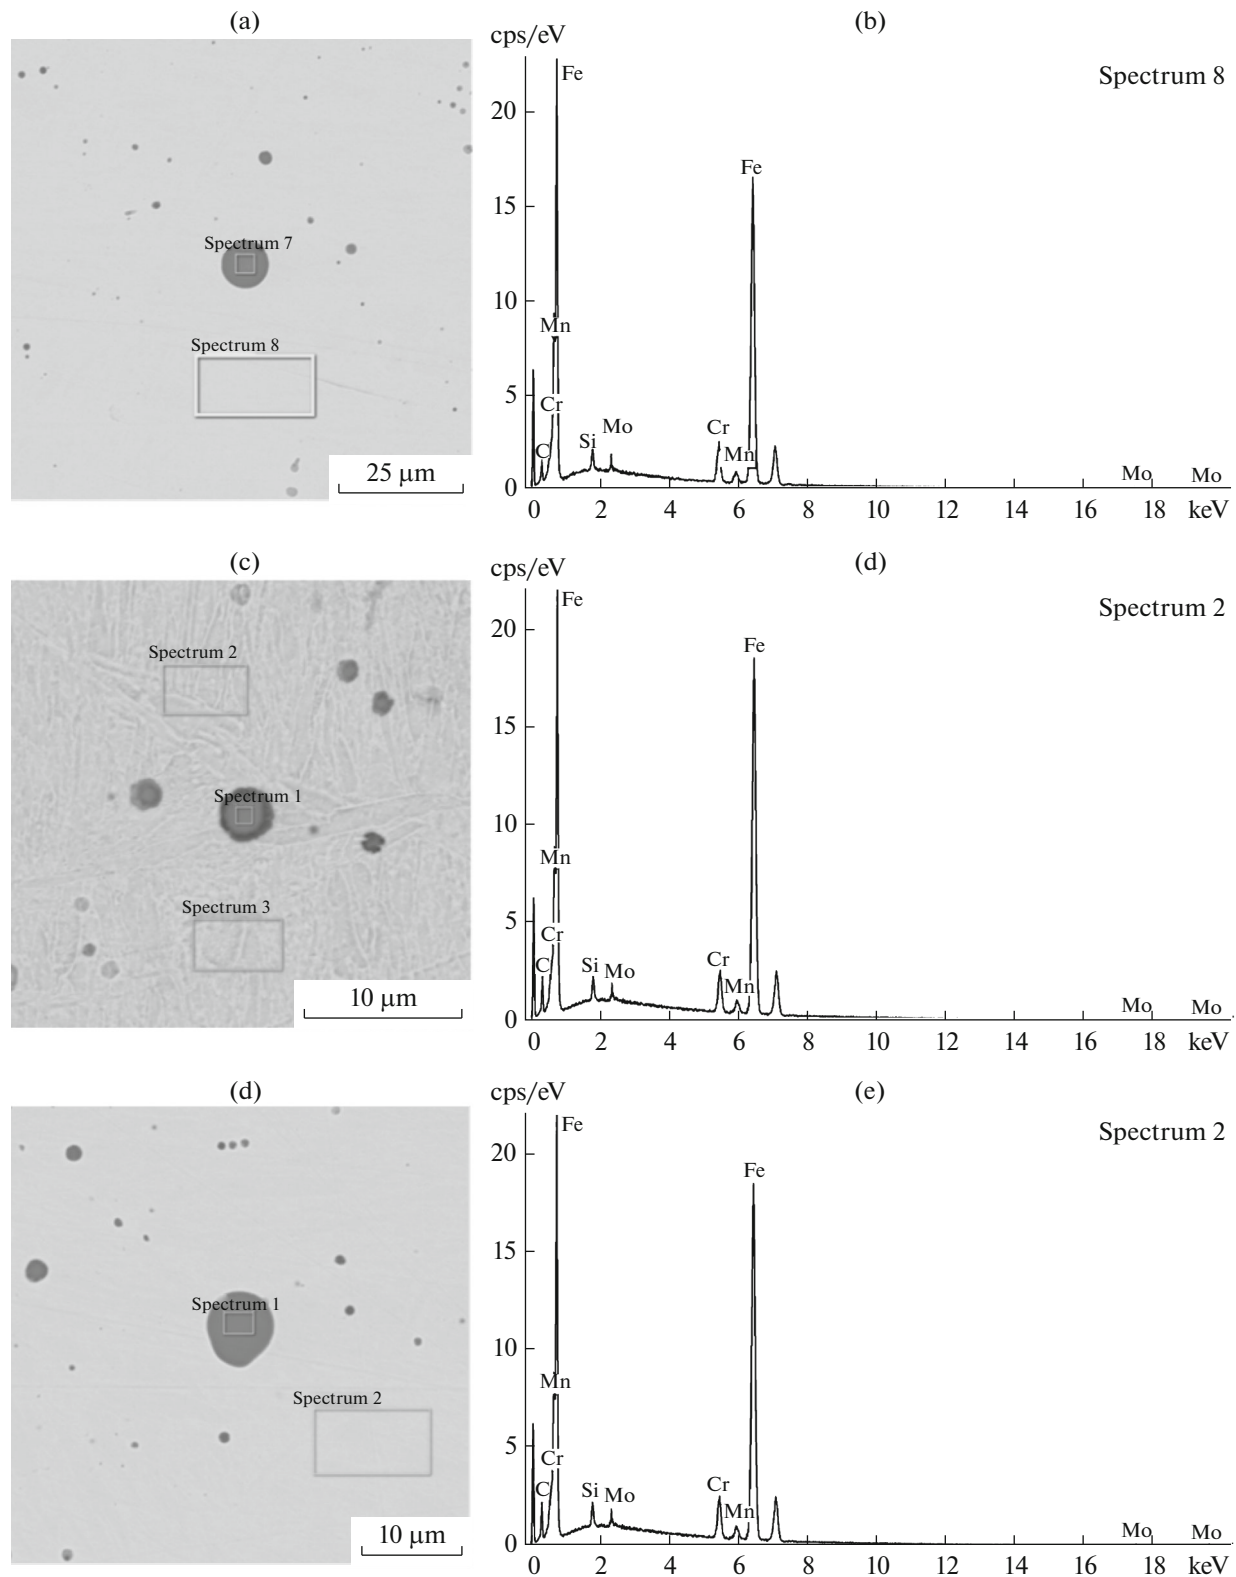 (a)
Spectrum 7
Spectrum 8
25 μm
(b)
cps/eV
Spectrum 8
Fe
20
15
10
5
0
Fe
Mn
Cr
C
Si
Mo
Cr
Mn
Mo
Mo
0 2 4 6 8 10 12 14 16 18 keV
(c)
Spectrum 2
Spectrum 1
Spectrum 3
10 μm
(d)
cps/eV
Spectrum 2
Fe
20
15
10
5
0
Fe
Mn
Cr
C
Si
Mo
Cr
Mn
Mo
Mo
0 2 4 6 8 10 12 14 16 18 keV
(d)
Spectrum 1
Spectrum 2
10 μm
(e)
cps/eV
Spectrum 2
Fe
20
15
10
5
0
Fe
Mn
Cr
C
Si
Mo
Cr
Mn
Mo
Mo
0 2 4 6 8 10 12 14 16 18 keV